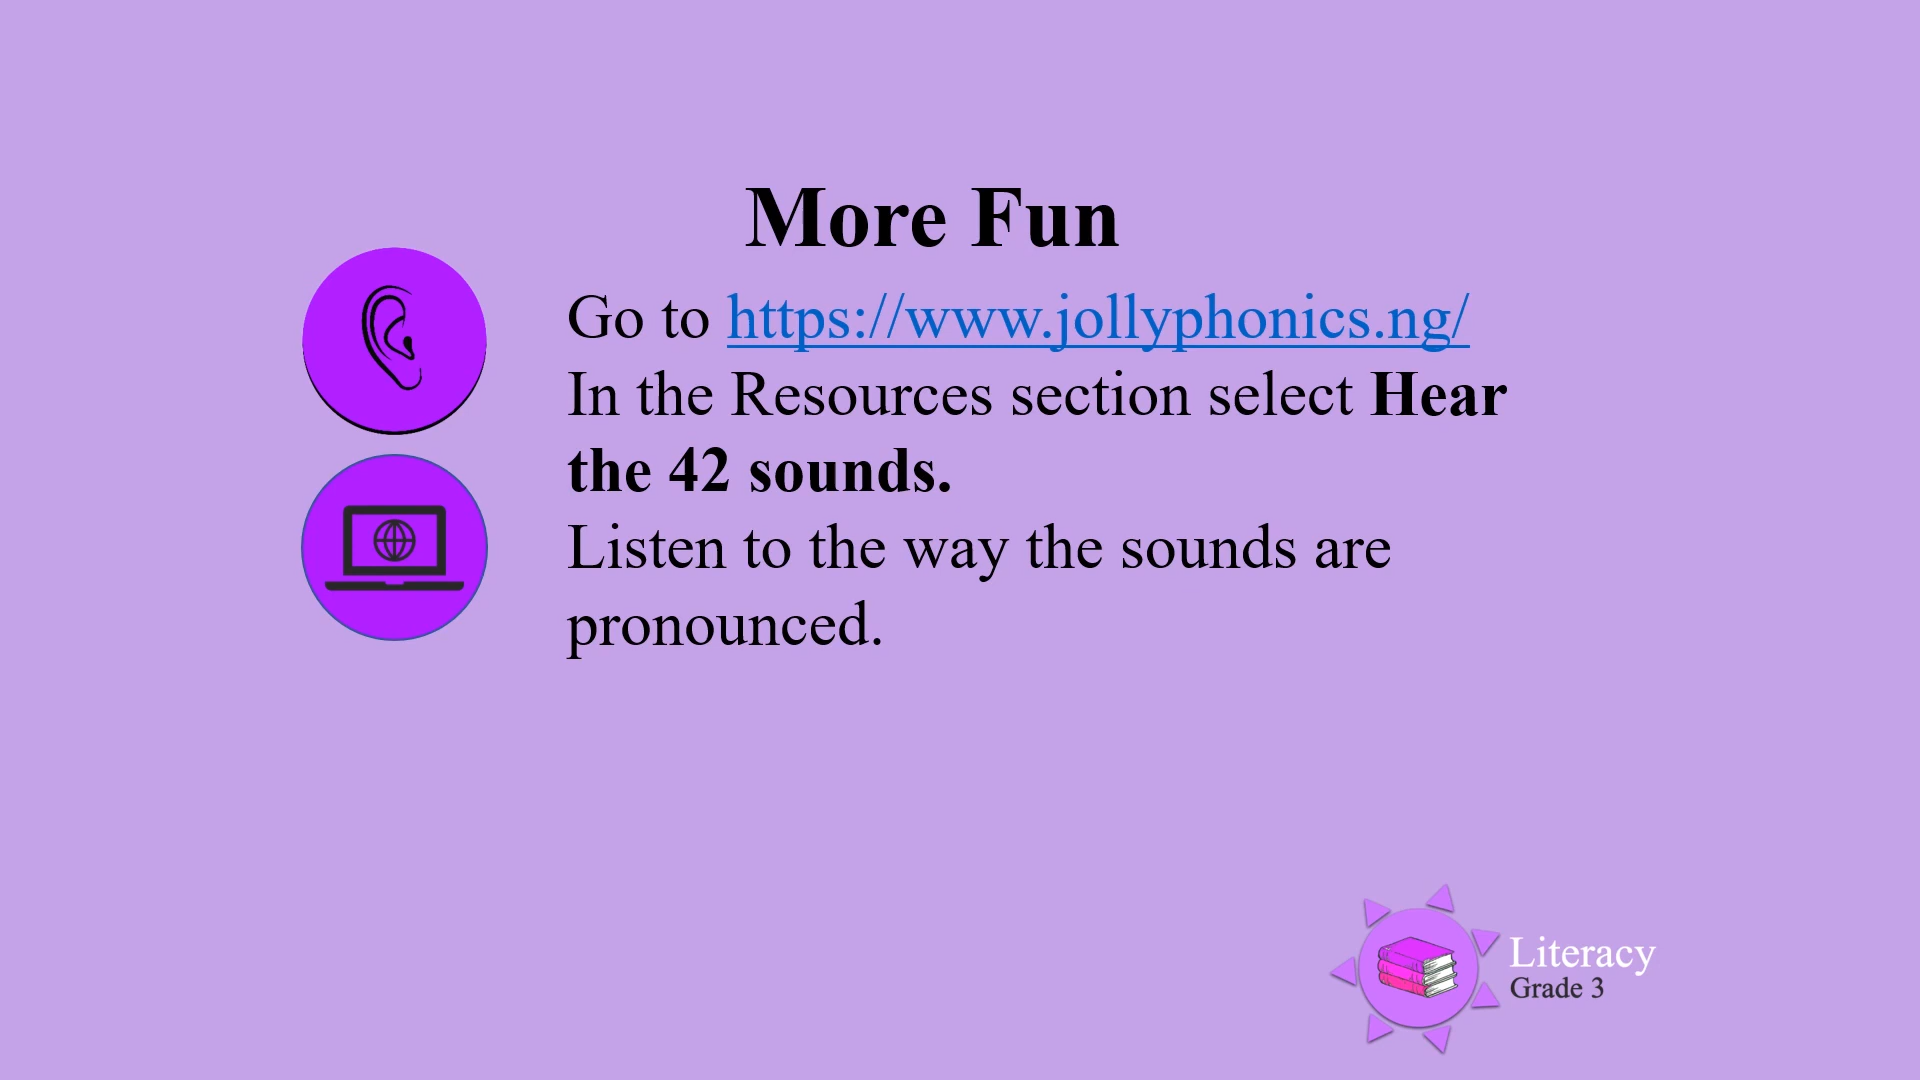 More Fun
Go to https://www.jollyphonics.ng/
In the Resources section select Hear
the 42 sounds.
Listen to the way the sounds are
pronounced.
Literacy
Grade 3